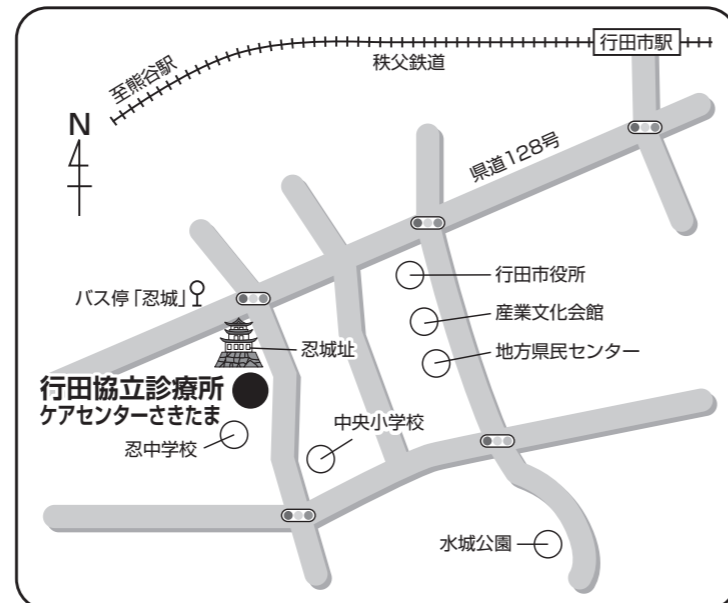 行田市駅
秩父鉄道
至熊谷駅
N
県道128号
行田市役所
バス停「忍城」
産業文化会館
忍城址
地方県民センター
行田協立診療所
ケアセンターさきたま
中央小学校
忍中学校
水城公園